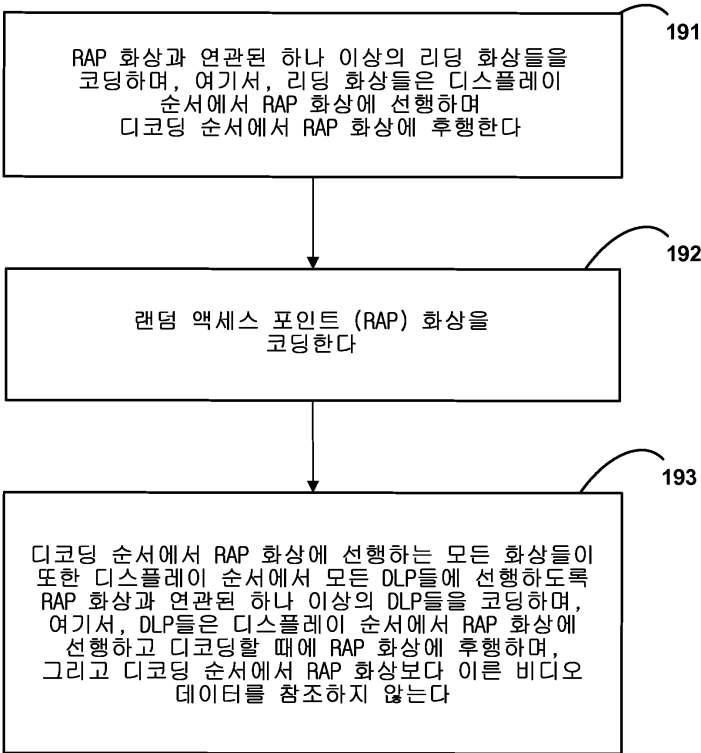 191
RAP 화상과 연관된 하나 이상의 리딩 화상들을
코딩하며, 여기서, 리딩 화상들은 디스플레이
순서에서 RAP 화상에 선행하며
디코딩 순서에서 RAP 화상에 후행한다
192
랜덤 액세스 포인트 (RAP) 화상을
코딩한다
193
디코딩 순서에서 RAP 화상에 선행하는 모든 화상들이
또한 디스플레이 순서에서 모든 DLP들에 선행하도록
RAP 화상과 연관된 하나 이상의 DLP들을 코딩하며,
여기서, DLP들은 디스플레이 순서에서 RAP 화상에
선행하고 디코딩할 때에 RAP 화상에 후행하며,
그리고 디코딩 순서에서 RAP 화상보다 이른 비디오
데이터를 참조하지 않는다